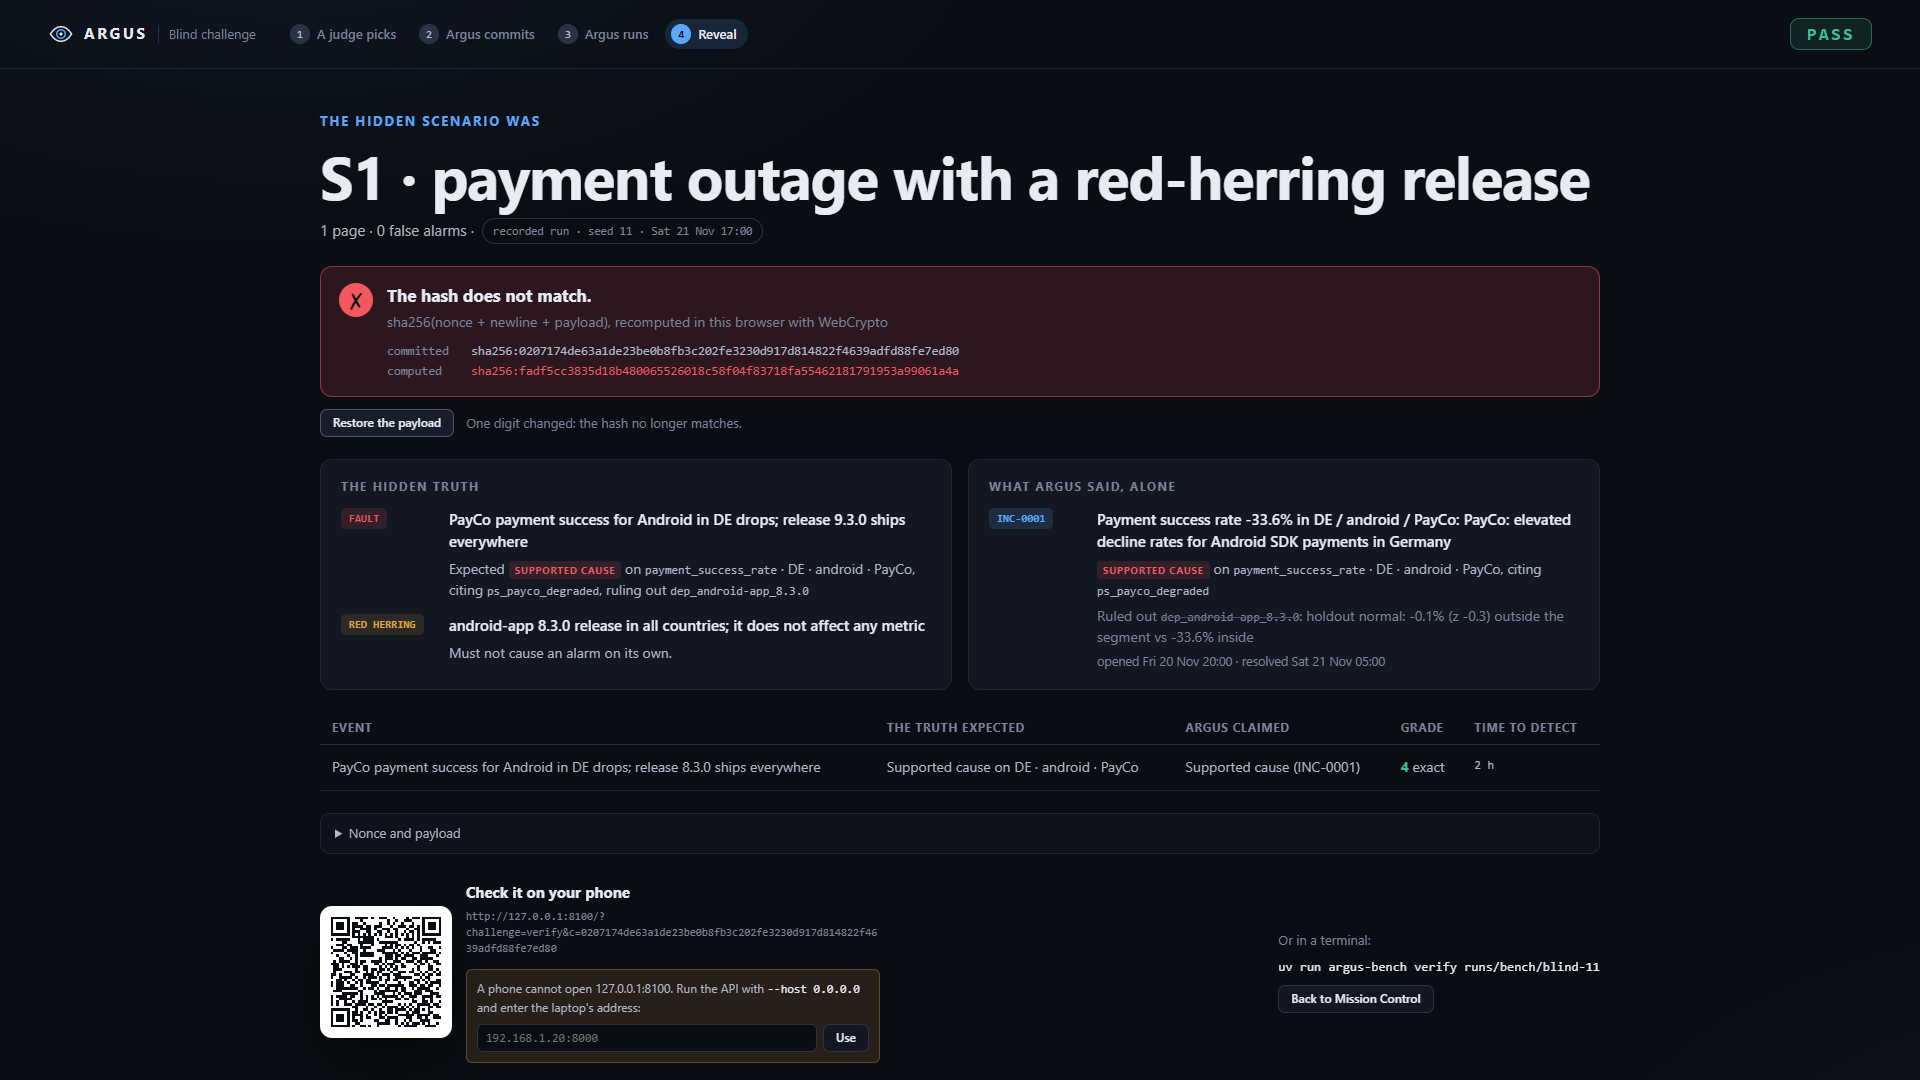 ARGUS Blind challenge 1 A judge picks 2 Argus commits 3 Argus runs 4 Reveal PASS
THE HIDDEN SCENARIO WAS
S1 · payment outage with a red-herring release
1 page · 0 false alarms · recorded run · seed 11 · Sat 21 Nov 17:00
✗ The hash does not match.
sha256(nonce + newline + payload), recomputed in this browser with WebCrypto
committed sha256:0207174de63a1de23be0b8fb3c202fe3230d917d814822f4639adfd88fe7ed80
computed sha256:fadf5cc3835d18b480065526018c58f04f83718fa55462181791953a99061a4a
Restore the payload One digit changed: the hash no longer matches.
THE HIDDEN TRUTH
FAULT PayCo payment success for Android in DE drops; release 9.3.0 ships
everywhere
Expected SUPPORTED CAUSE on payment_success_rate · DE · android · PayCo,
citing ps_payco_degraded, ruling out dep_android-app_8.3.0
RED HERRING android-app 8.3.0 release in all countries; it does not affect any metric
Must not cause an alarm on its own.
WHAT ARGUS SAID, ALONE
INC-0001 Payment success rate -33.6% in DE / android / PayCo: PayCo: elevated
decline rates for Android SDK payments in Germany
SUPPORTED CAUSE on payment_success_rate · DE · android · PayCo, citing
ps_payco_degraded
Ruled out dep_android-app_8.3.0: holdout normal: -0.1% (z -0.3) outside the
segment vs -33.6% inside
opened Fri 20 Nov 20:00 · resolved Sat 21 Nov 05:00
EVENT THE TRUTH EXPECTED ARGUS CLAIMED GRADE TIME TO DETECT
PayCo payment success for Android in DE drops; release 8.3.0 ships everywhere Supported cause on DE · android · PayCo Supported cause (INC-0001) 4 exact 2 h
▶ Nonce and payload
Check it on your phone
http://127.0.0.1:8100/?
challenge=verify&c=0207174de63a1de23be0b8fb3c202fe3230d917d814822f46
39adfd88fe7ed80
A phone cannot open 127.0.0.1:8100. Run the API with --host 0.0.0.0
and enter the laptop's address:
192.168.1.20:8000 Use
Or in a terminal:
uv run argus-bench verify runs/bench/blind-11
Back to Mission Control